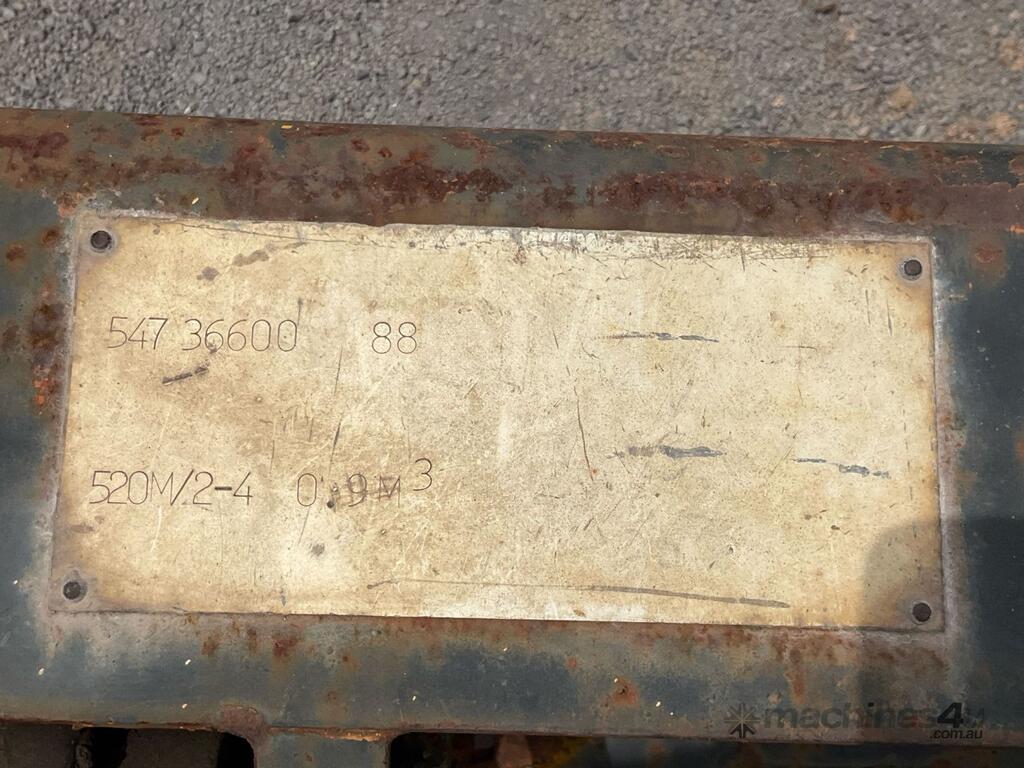 547 36600 88
520M/2-4 0.9M³
machines4u
.com.au